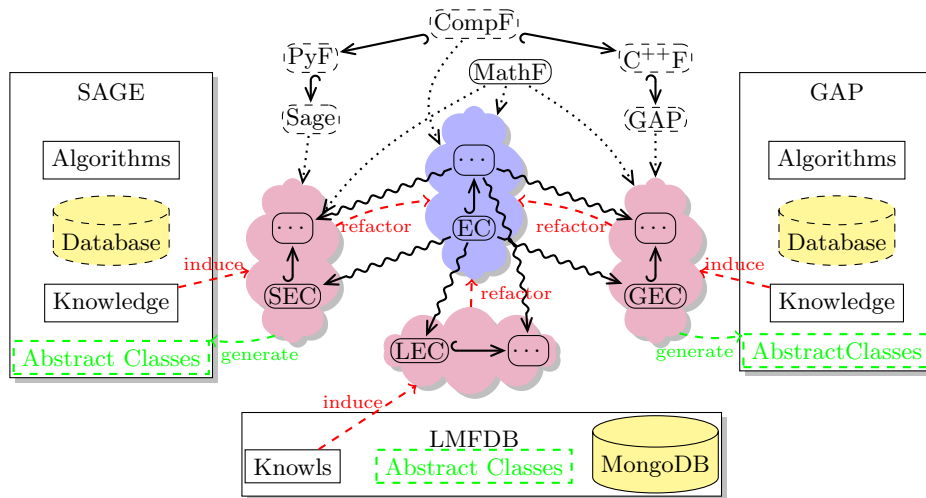 CompF
PyF
C++F
SAGE
MathF
GAP
Sage
GAP
Algorithms
...
Algorithms
Database
...
refactor
EC
refactor
...
Database
induce
induce
Knowledge
SEC
refactor
GEC
Knowledge
Abstract Classes
generate
LEC
...
generate
AbstractClasses
induce
LMFDB
Knowls
Abstract Classes
MongoDB